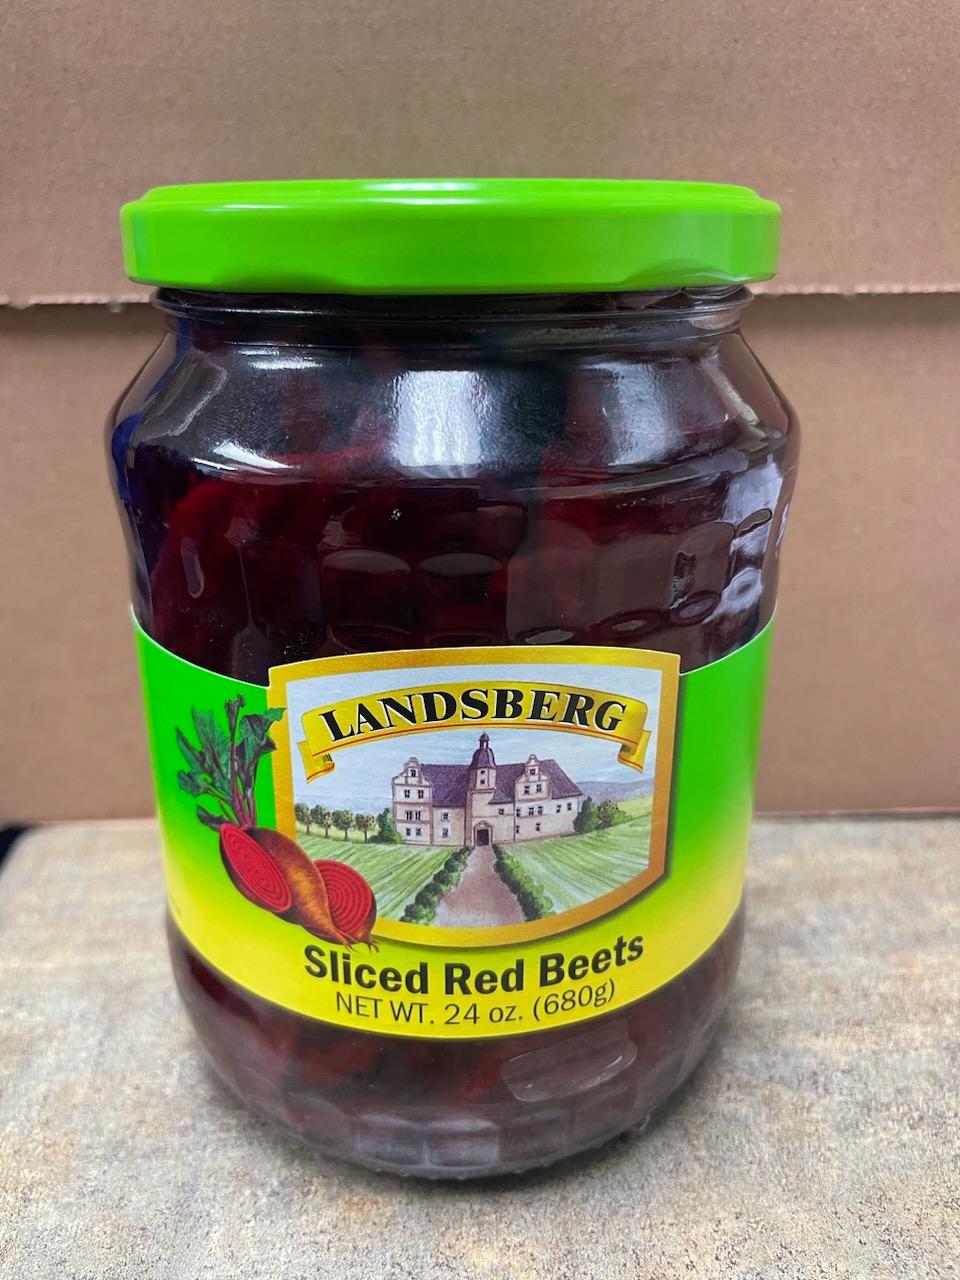 LANDSBERG
Sliced Red Beets
NET WT. 24 oz. (680g)